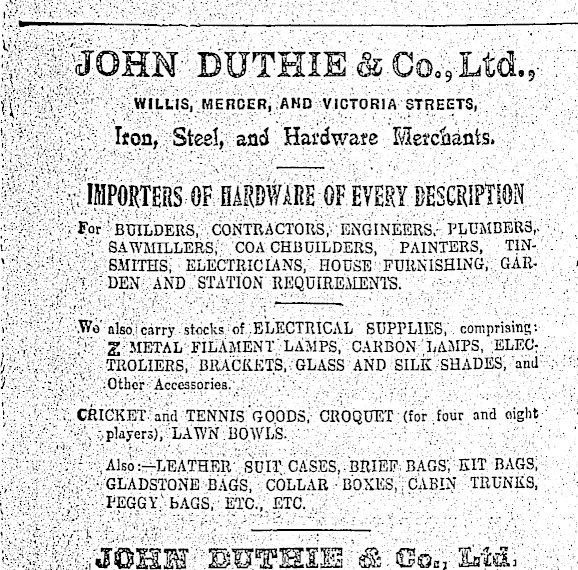 JOHN DUTHIE & Co., Ltd.,
WILLIS, MERCER, AND VICTORIA STREETS,
Iron, Steel, and Hardware Merchants.
IMPORTERS OF HARDWARE OF EVERY DESCRIPTION
For BUILDERS, CONTRACTORS, ENGINEERS, PLUMBERS,
SAWMILLERS, COACHBUILDERS, PAINTERS, TIN-
SMITHS, ELECTRICIANS, HOUSE FURNISHING, GAR-
DEN AND STATION REQUIREMENTS.
We also carry stocks of ELECTRICAL SUPPLIES, comprising:
Z METAL FILAMENT LAMPS, CARBON LAMPS, ELEC-
TROLIERS, BRACKETS, GLASS AND SILK SHADES, and
Other Accessories.
CRICKET and TENNIS GOODS, CROQUET (for four and eight
players), LAWN BOWLS.
Also:—LEATHER SUIT CASES, BRIEF BAGS, KIT BAGS,
GLADSTONE BAGS, COLLAR BOXES, CABIN TRUNKS,
PEGGY BAGS, ETC., ETC.
JOHN DUTHIE & Co., Ltd.